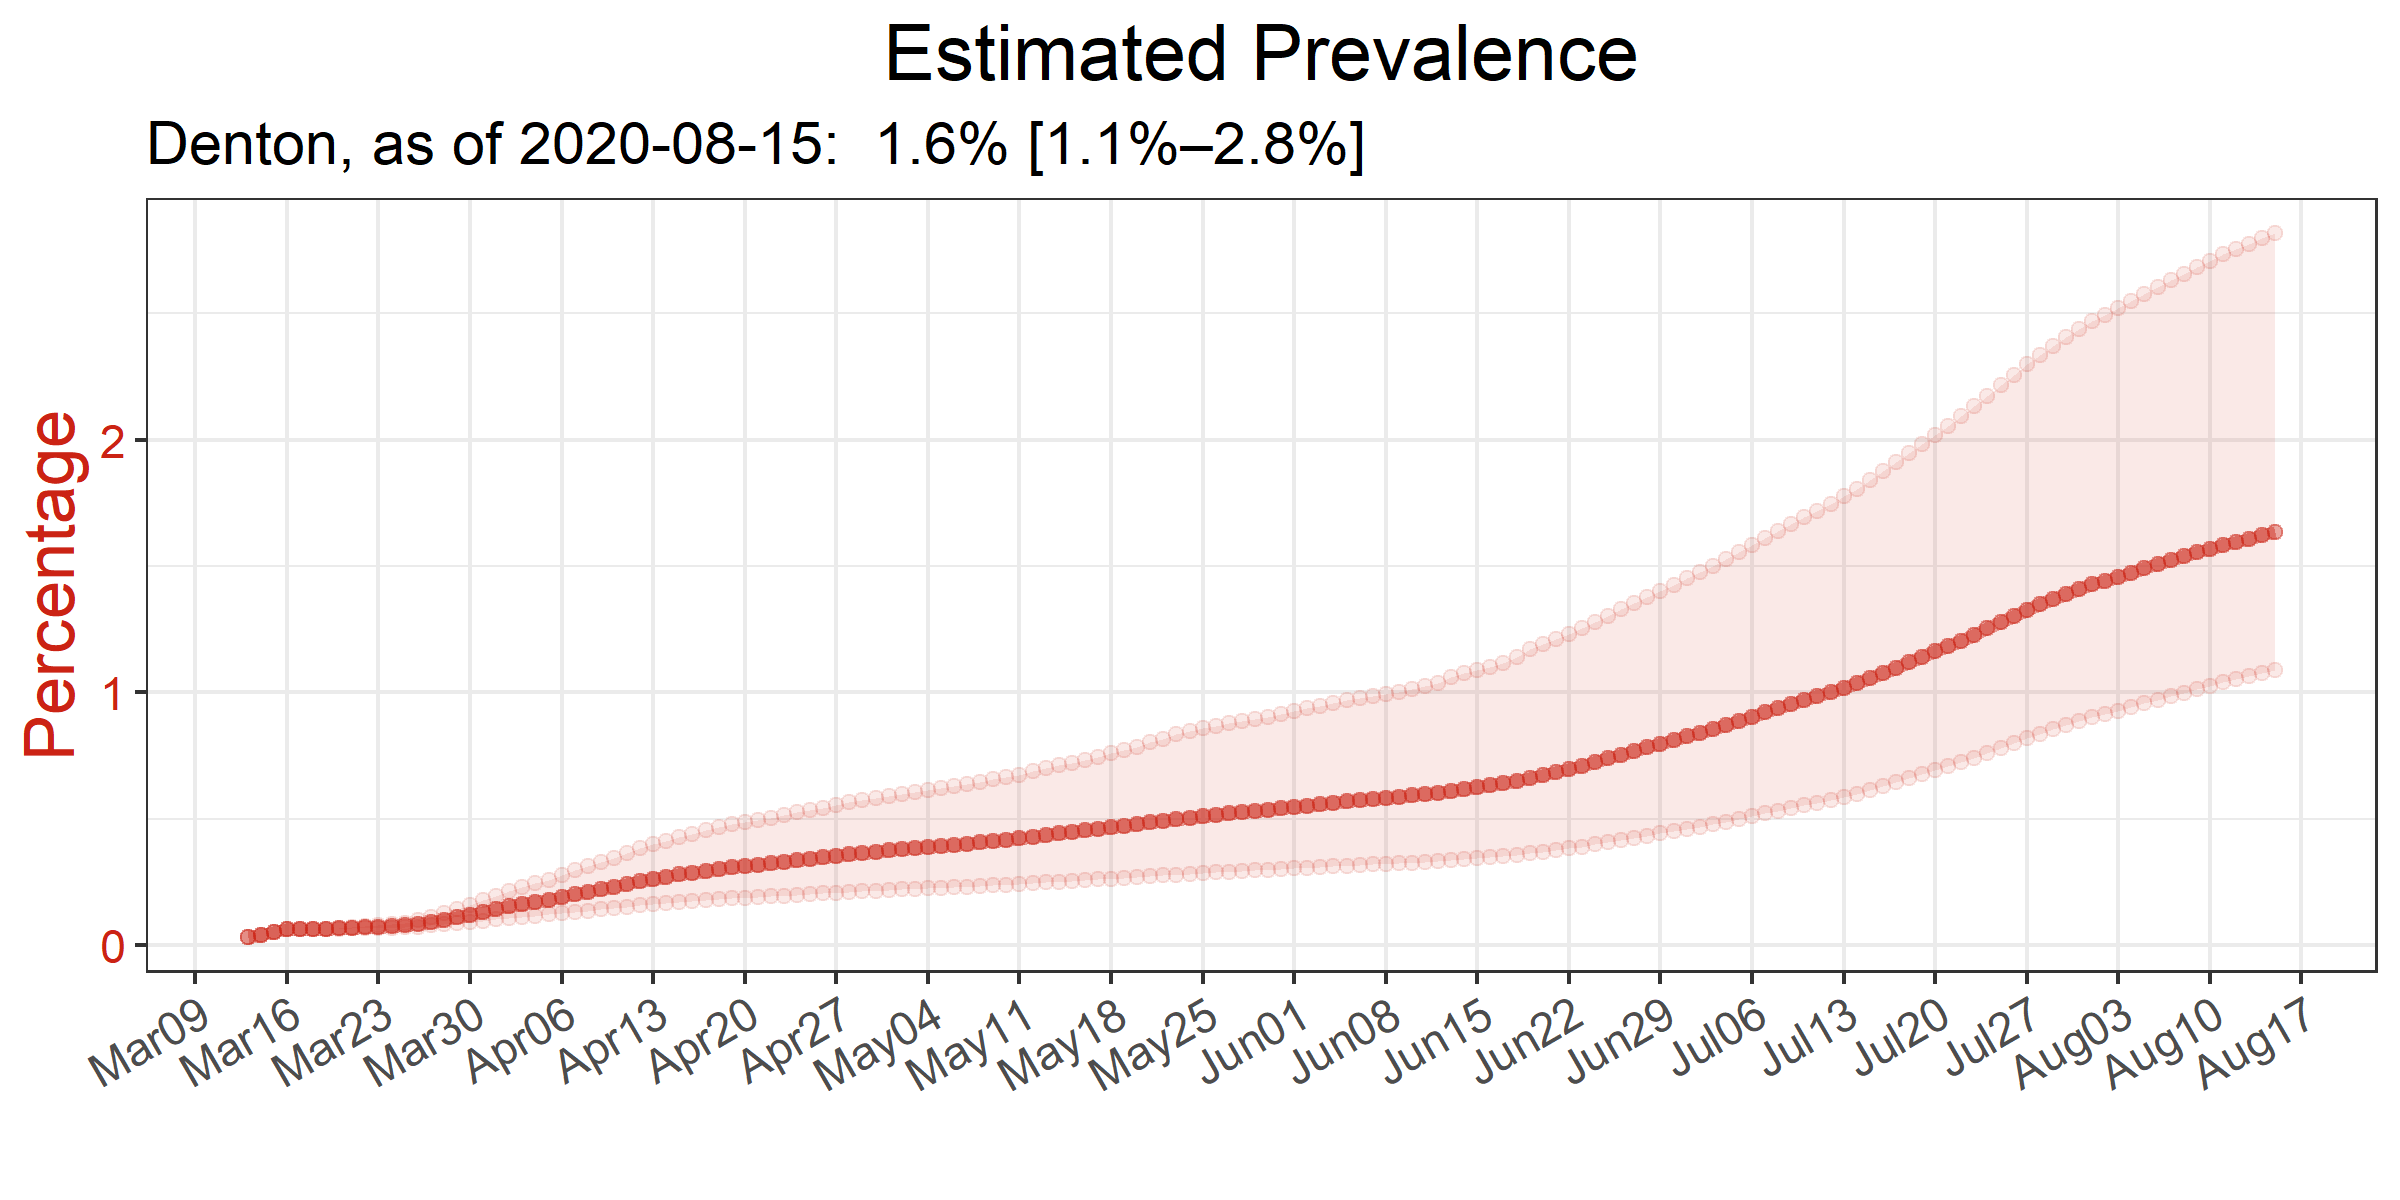 Estimated Prevalence
Denton, as of 2020-08-15: 1.6% [1.1%–2.8%]
Percentage
2
1
0
Mar09
Mar16
Mar23
Mar30
Apr06
Apr13
Apr20
Apr27
May04
May11
May18
May25
Jun01
Jun08
Jun15
Jun22
Jun29
Jul06
Jul13
Jul20
Jul27
Aug03
Aug10
Aug17